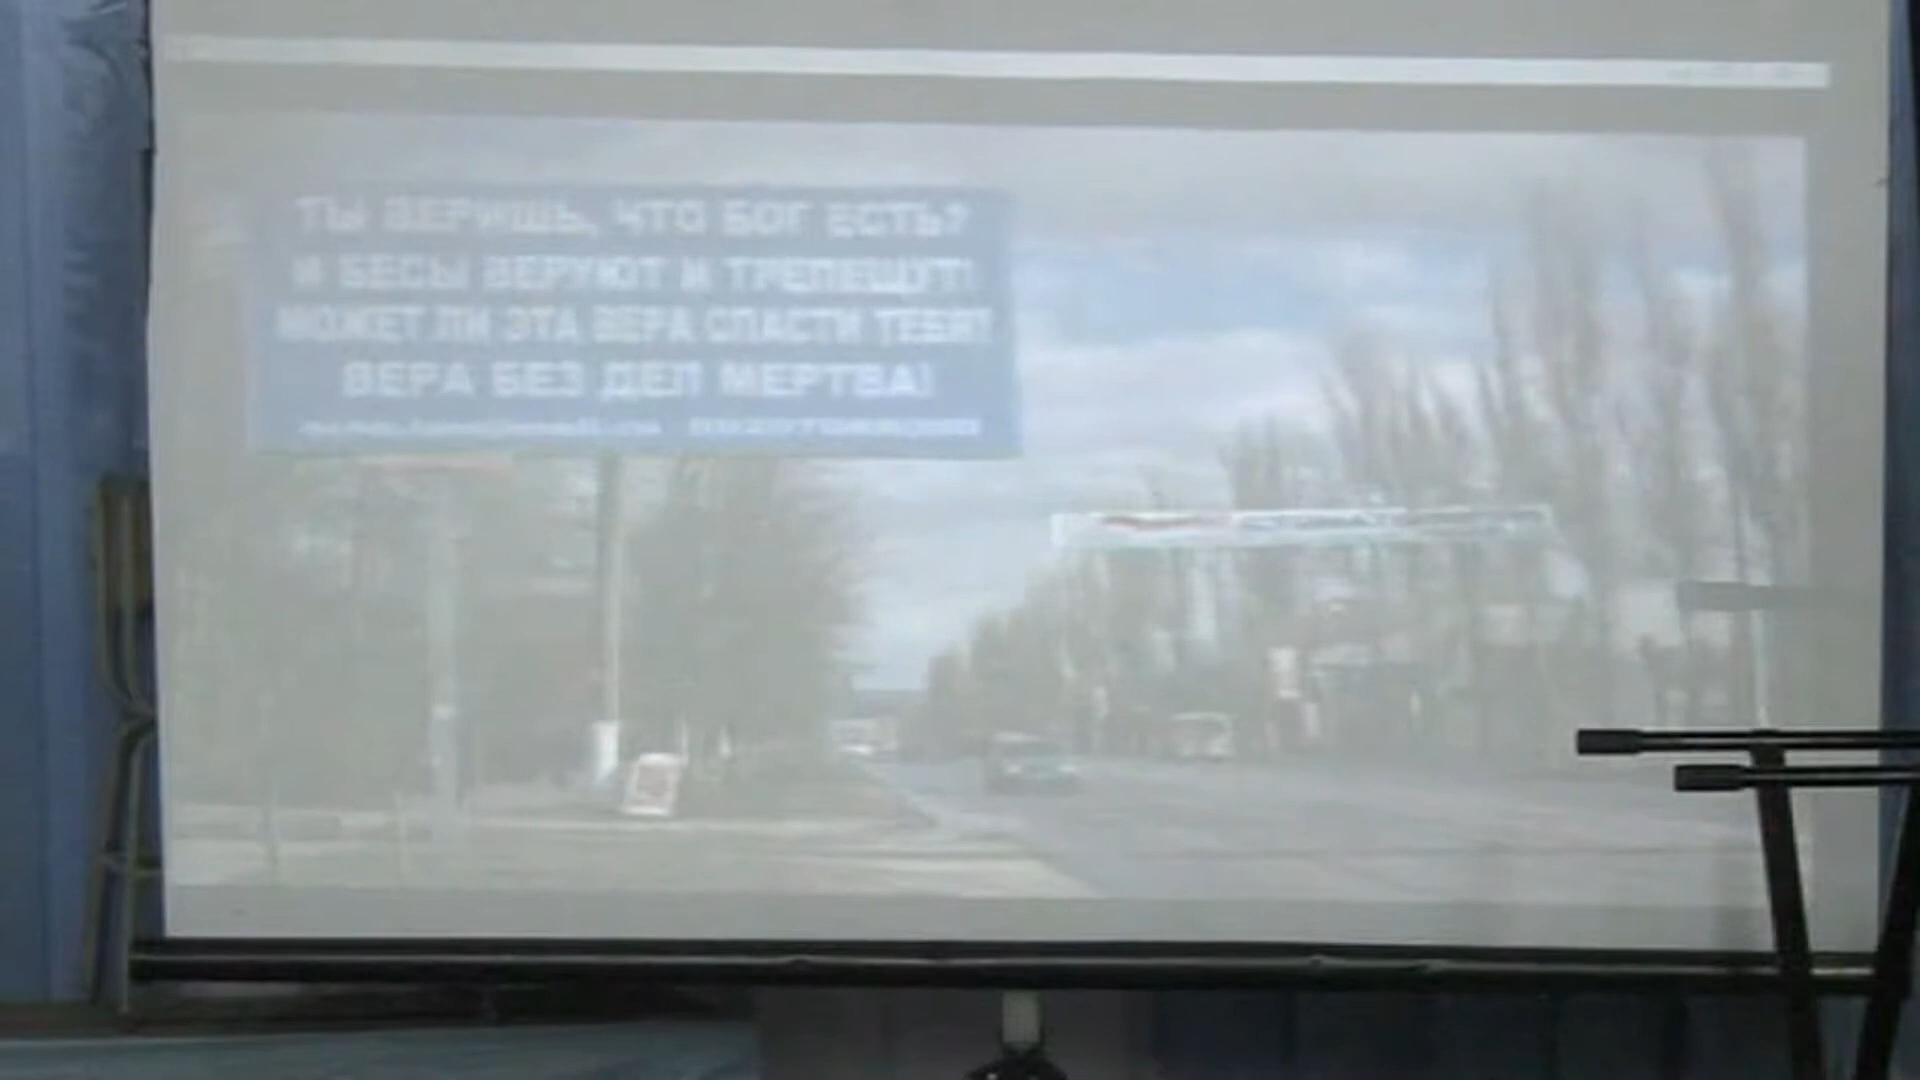 ТЫ ВЕРИШЬ, ЧТО БОГ ЕСТЬ?
И БЕСЫ ВЕРУЮТ И ТРЕПЕЩУТ!
МОЖЕТ ЛИ ЭТА ВЕРА СПАСТИ ТЕБЯ?
ВЕРА БЕЗ ДЕЛ МЕРТВА!